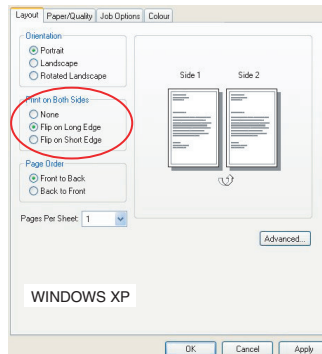 Layout Paper/Quality Job Options Colour
Orientation
Portrait
Landscape
Rotated Landscape
Print on Both Sides
None
Flip on Long Edge
Flip on Short Edge
Page Order
Front to Back
Back to Front
Pages Per Sheet: 1
Side 1 Side 2
Advanced...
WINDOWS XP
OK Cancel Apply